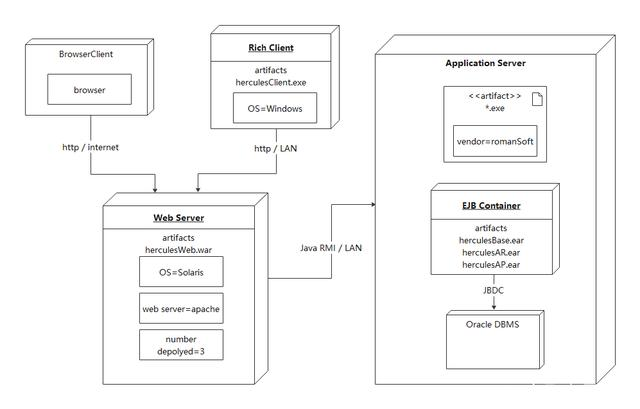 BrowserClient
browser
Rich Client
artifacts
herculesClient.exe
OS=Windows
http / internet
http / LAN
Web Server
artifacts
herculesWeb.war
OS=Solaris
web server=apache
number
depolyed=3
Java RMI / LAN
Application Server
<<artifact>>
*.exe
vendor=romanSoft
EJB Container
artifacts
herculesBase.ear
herculesAR.ear
herculesAP.ear
JBDC
Oracle DBMS